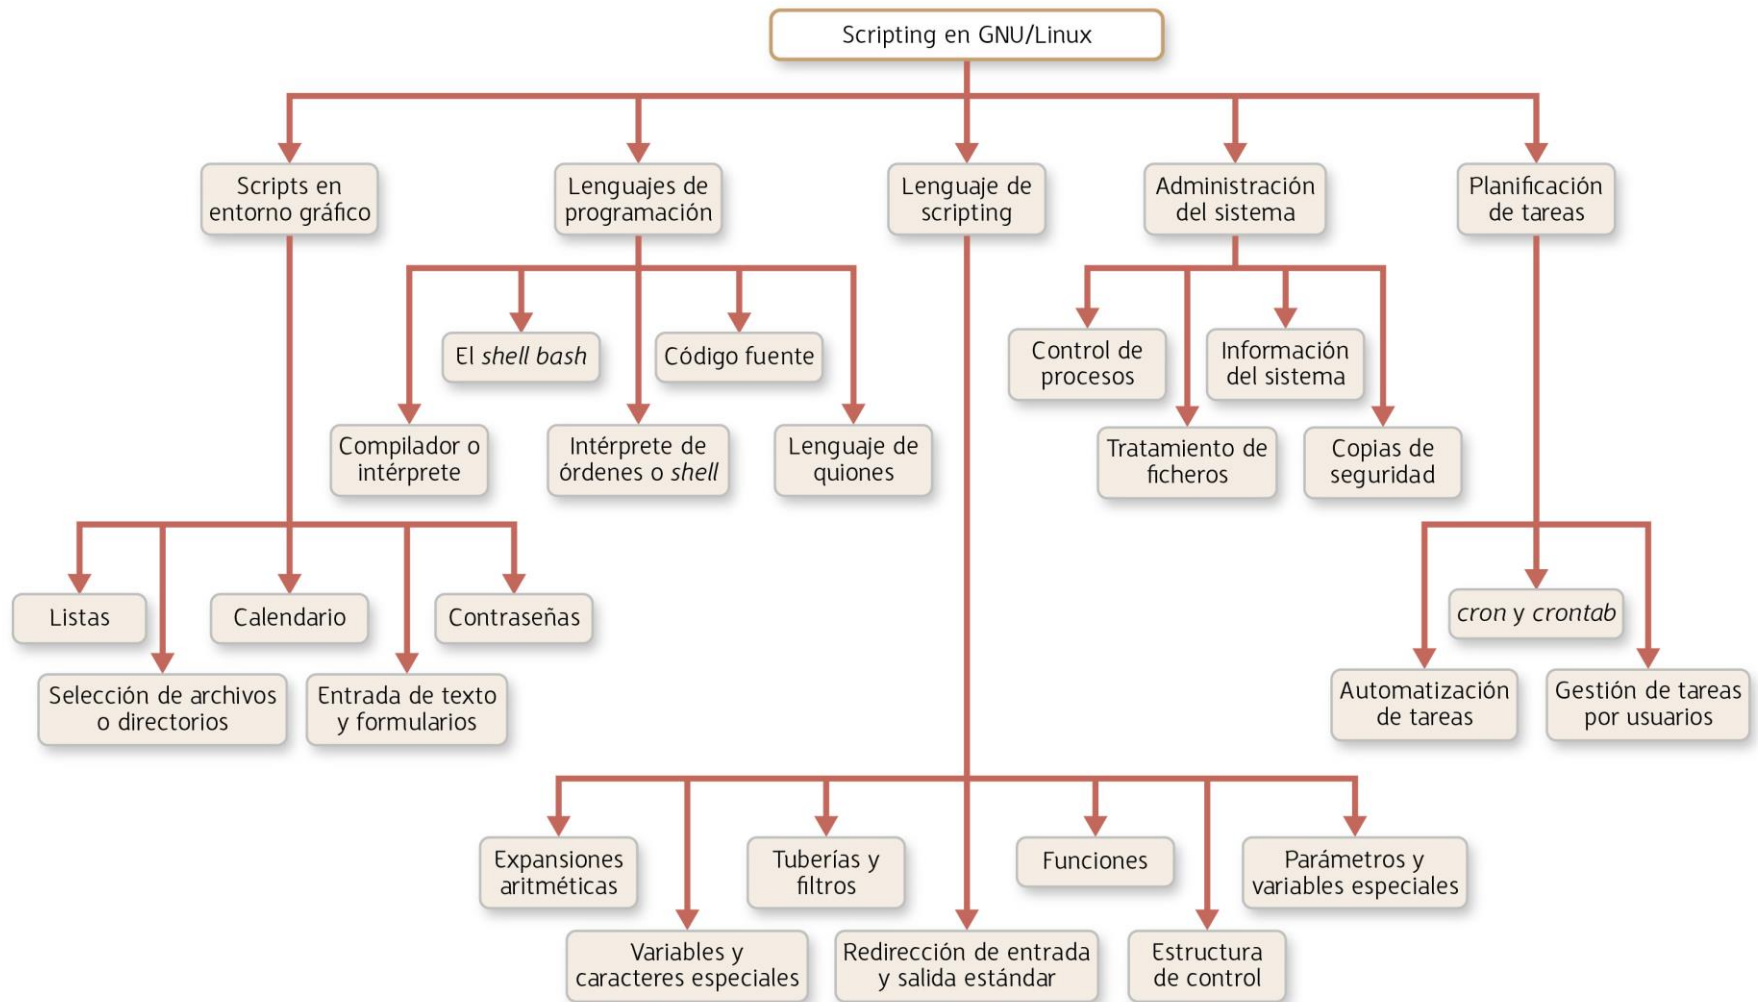 Scripting en GNU/Linux
Scripts en
entorno gráfico
Lenguajes de
programación
Lenguaje de
scripting
Administración
del sistema
Planificación
de tareas
El shell bash
Código fuente
Compilador o
intérprete
Intérprete de
órdenes o shell
Lenguaje de
quiones
Control de
procesos
Información
del sistema
Tratamiento de
ficheros
Copias de
seguridad
Listas
Calendario
Contraseñas
Selección de archivos
o directorios
Entrada de texto
y formularios
cron y crontab
Automatización
de tareas
Gestión de tareas
por usuarios
Expansiones
aritméticas
Tuberías y
filtros
Funciones
Parámetros y
variables especiales
Variables y
caracteres especiales
Redirección de entrada
y salida estándar
Estructura
de control